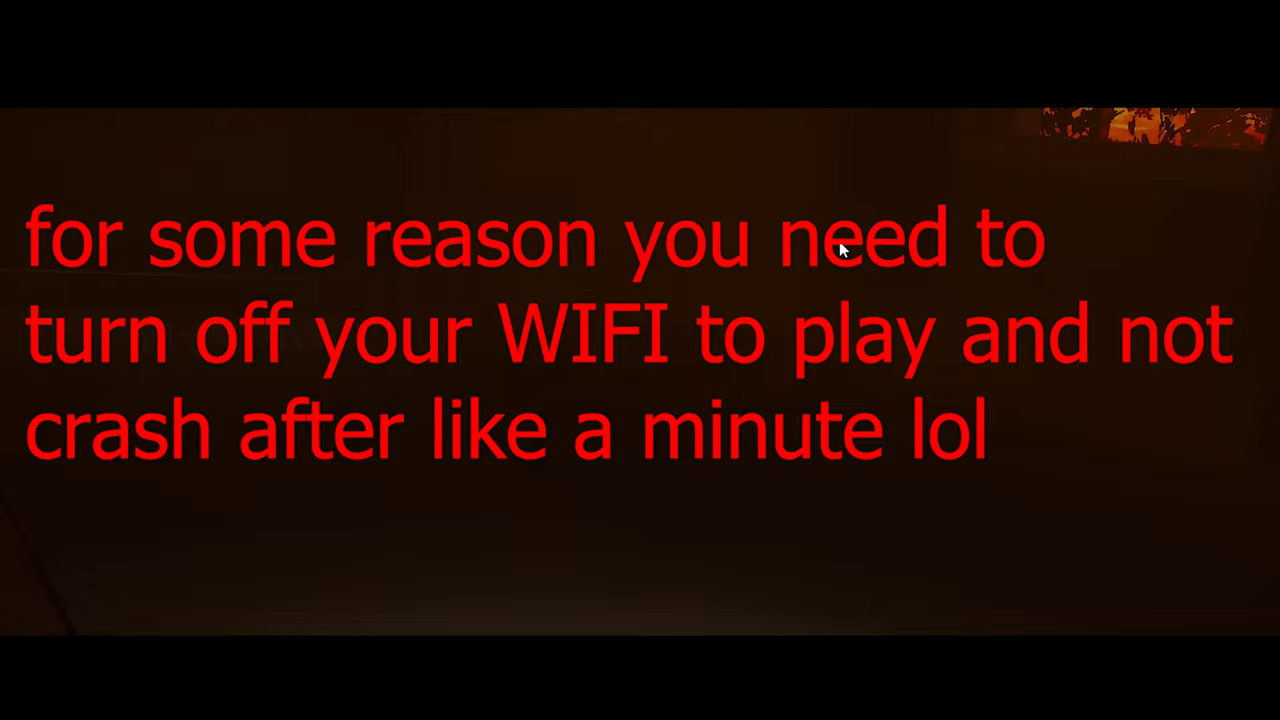 for some reason you need to
turn off your WIFI to play and not
crash after like a minute lol